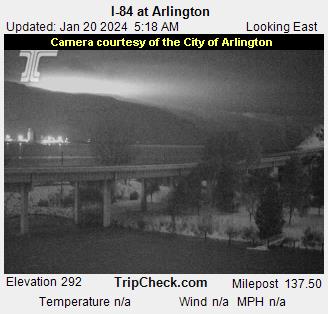 I-84 at Arlington
Updated: Jan 20 2024 5:18 AM Looking East
Camera courtesy of the City of Arlington
Elevation 292 TripCheck.com Milepost 137.50
Temperature n/a Wind n/a MPH n/a